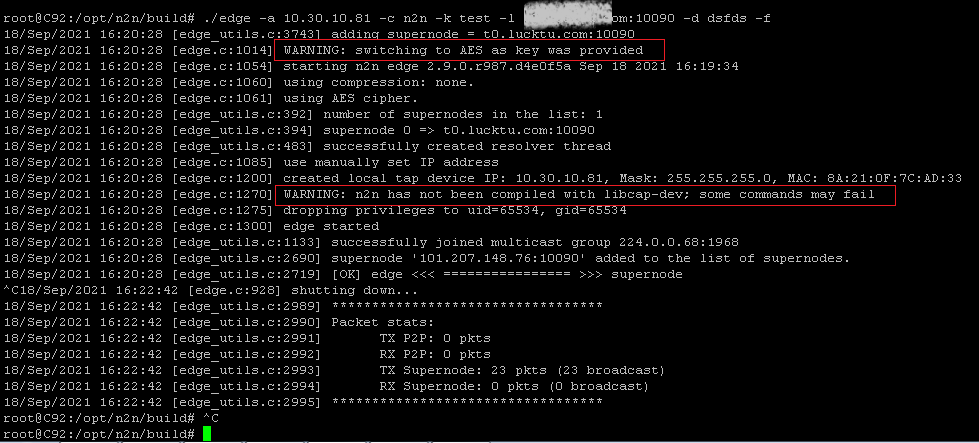 root@C92:/opt/n2n/build# ./edge -a 10.30.10.81 -c n2n -k test -l om:10090 -d dsfds -f
18/Sep/2021 16:20:28 [edge_utils.c:3743] adding supernode = t0.lucktu.com:10090
18/Sep/2021 16:20:28 [edge.c:1014] WARNING: switching to AES as key was provided
18/Sep/2021 16:20:28 [edge.c:1054] starting n2n edge 2.9.0.r987.d4e0f5a Sep 18 2021 16:19:34
18/Sep/2021 16:20:28 [edge.c:1060] using compression: none.
18/Sep/2021 16:20:28 [edge.c:1061] using AES cipher.
18/Sep/2021 16:20:28 [edge_utils.c:392] number of supernodes in the list: 1
18/Sep/2021 16:20:28 [edge_utils.c:394] supernode 0 => t0.lucktu.com:10090
18/Sep/2021 16:20:28 [edge_utils.c:483] successfully created resolver thread
18/Sep/2021 16:20:28 [edge.c:1085] use manually set IP address
18/Sep/2021 16:20:28 [edge.c:1200] created local tap device IP: 10.30.10.81, Mask: 255.255.255.0, MAC: 8A:21:0F:7C:AD:33
18/Sep/2021 16:20:28 [edge.c:1270] WARNING: n2n has not been compiled with libcap-dev; some commands may fail
18/Sep/2021 16:20:28 [edge.c:1275] dropping privileges to uid=65534, gid=65534
18/Sep/2021 16:20:28 [edge.c:1300] edge started
18/Sep/2021 16:20:28 [edge_utils.c:1133] successfully joined multicast group 224.0.0.68:1968
18/Sep/2021 16:20:28 [edge_utils.c:2690] supernode '101.207.148.76:10090' added to the list of supernodes.
18/Sep/2021 16:20:28 [edge_utils.c:2719] [OK] edge <<< ================ >>> supernode
^C18/Sep/2021 16:22:42 [edge.c:928] shutting down...
18/Sep/2021 16:22:42 [edge_utils.c:2989] **********************************
18/Sep/2021 16:22:42 [edge_utils.c:2990] Packet stats:
18/Sep/2021 16:22:42 [edge_utils.c:2991] TX P2P: 0 pkts
18/Sep/2021 16:22:42 [edge_utils.c:2992] RX P2P: 0 pkts
18/Sep/2021 16:22:42 [edge_utils.c:2993] TX Supernode: 23 pkts (23 broadcast)
18/Sep/2021 16:22:42 [edge_utils.c:2994] RX Supernode: 0 pkts (0 broadcast)
18/Sep/2021 16:22:42 [edge_utils.c:2995] **********************************
root@C92:/opt/n2n/build# ^C
root@C92:/opt/n2n/build#